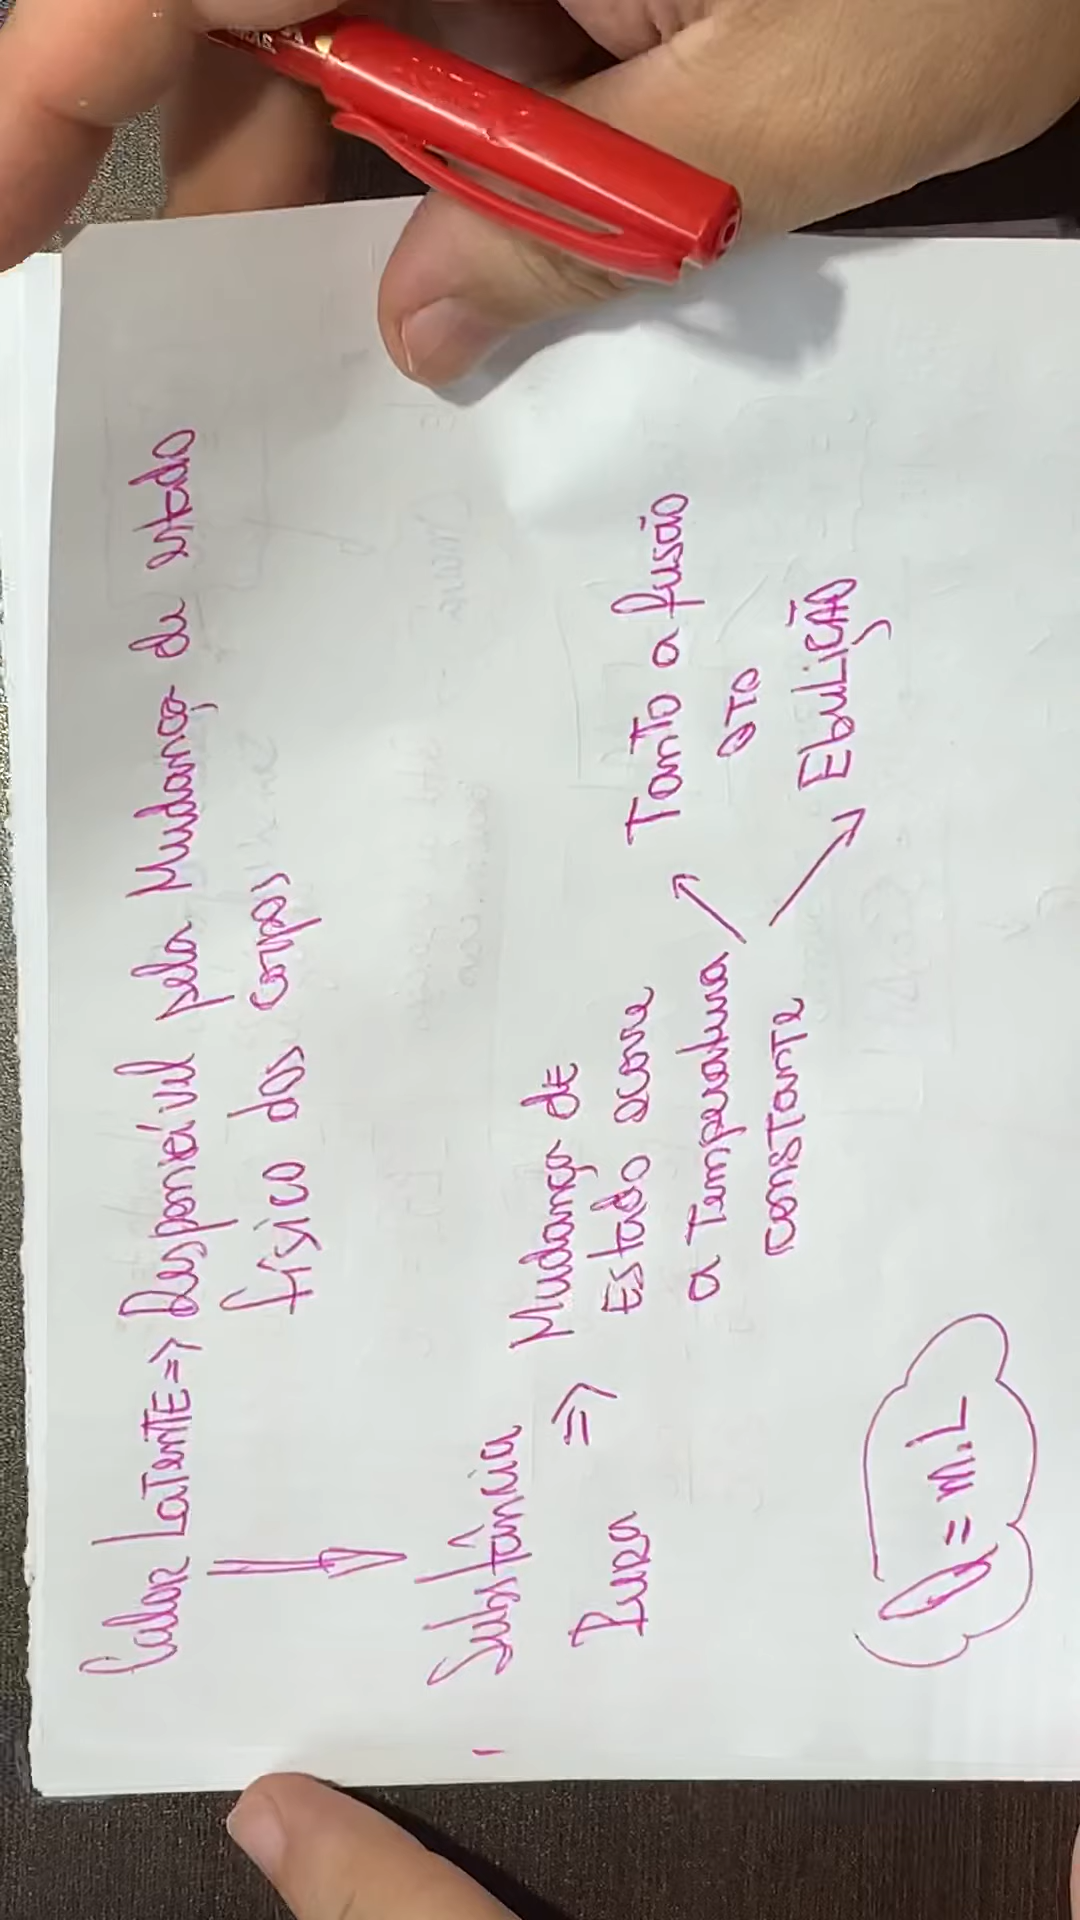 Calor Latente => Responsável pela Mudança de estado
físico dos corpos
Substância
Pura => Mudança de
Estado ocorre
a Temperatura
constante
Tanto a fusão
qto
Ebulição
Q = m.L